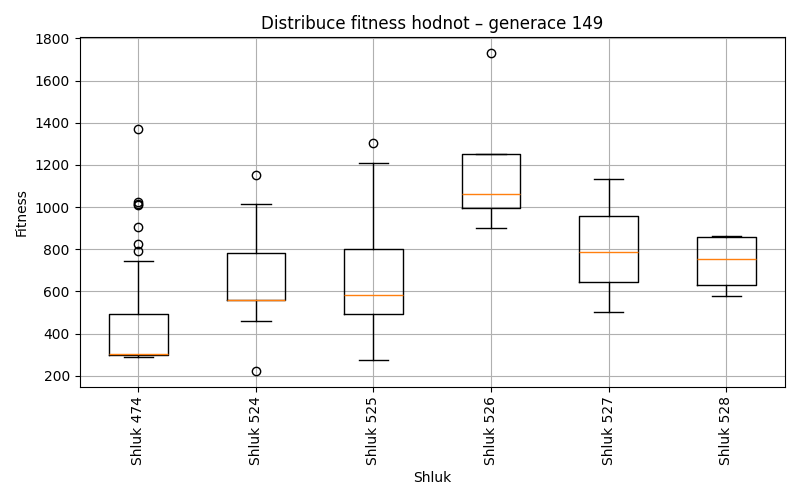 Distribuce fitness hodnot – generace 149
1800
1600
1400
1200
1000
800
600
400
200
Fitness
Shluk 474
Shluk 524
Shluk 525
Shluk 526
Shluk 527
Shluk 528
Shluk